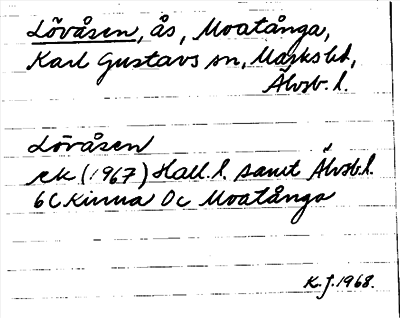 Lövåsen, ås, Moatånga,
Karl Gustavs sn, Marks hd,
Älvsb. l.
Lövåsen
ek (1967) Hall. l. samt Älvsb. l.
6C Kinna 0c Moatånga
K. J. 1968.